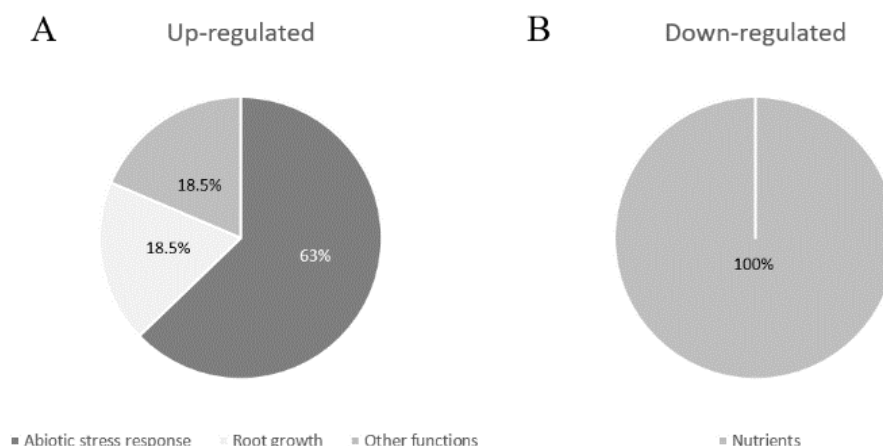 A
Up-regulated
18.5%
18.5%
63%
Abiotic stress response Root growth Other functions
B
Down-regulated
100%
Nutrients